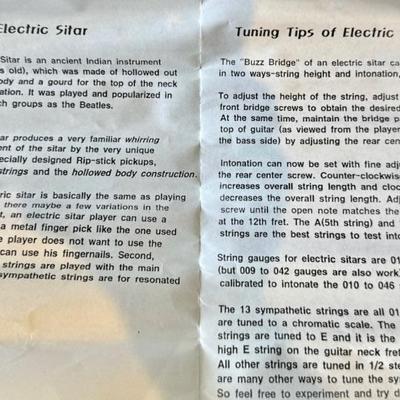 Electric Sitar
Sitar is an ancient Indian instrument
s old), which was made of hollowed out
ody and a gourd for the top of the neck
ation. It was played and popularized in
ch groups as the Beatles.
ar produces a very familiar whirring
ent of the sitar by the very unique
ecially designed Rip-stick pickups,
strings and the hollowed body construction.
ric sitar is basically the same as playing
there maybe a few variations in the
t, an electric sitar player can use a
a metal finger pick like the one used
e player does not want to use the
can use his fingernails. Second,
strings are played with the main
sympathetic strings are for resonated
Tuning Tips of Electric
The "Buzz Bridge" of an electric sitar ca
in two ways-string height and intonation,
To adjust the height of the string, adjust
front bridge screws to obtain the desired
At the same time, maintain the bridge pa
top of guitar (as viewed from the player
the bass side) by adjusting the rear cen
Intonation can now be set with fine adju
the rear center screw. Counter-clockwise
increases overall string length and clock
decreases the overall string length. Adj
screw until the open note matches the
at the 12th fret. The A(5th string) and
strings are the best strings to test into
String gauges for electric sitars are 01
(but 009 to 042 gauges are also work)
calibrated to intonate the 010 to 046
The 13 sympathetic strings are all 01
are tuned to a chromatic scale. The
strings are tuned to E and it is the
high E string on the guitar neck fret
All other strings are tuned in 1/2 ste
are many other ways to tune the sym
So feel free to experiment and try d